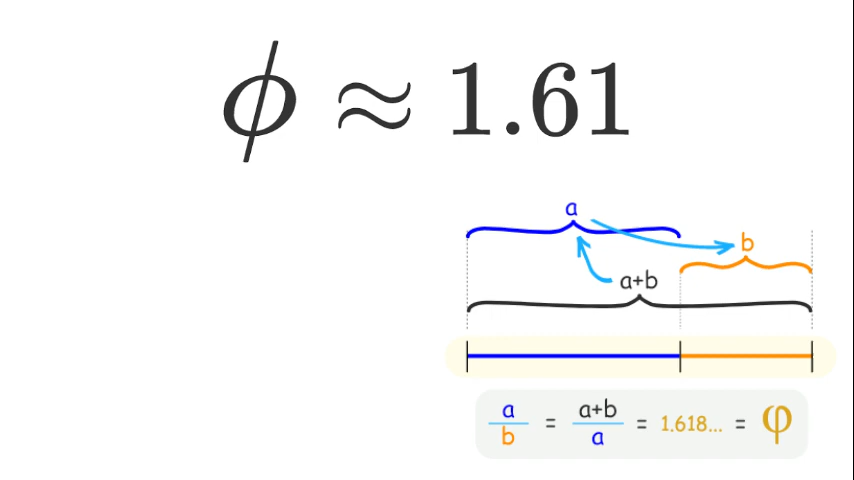 ϕ ≈ 1.61
a
b
a+b
a/b = a+b/a = 1.618... = φ